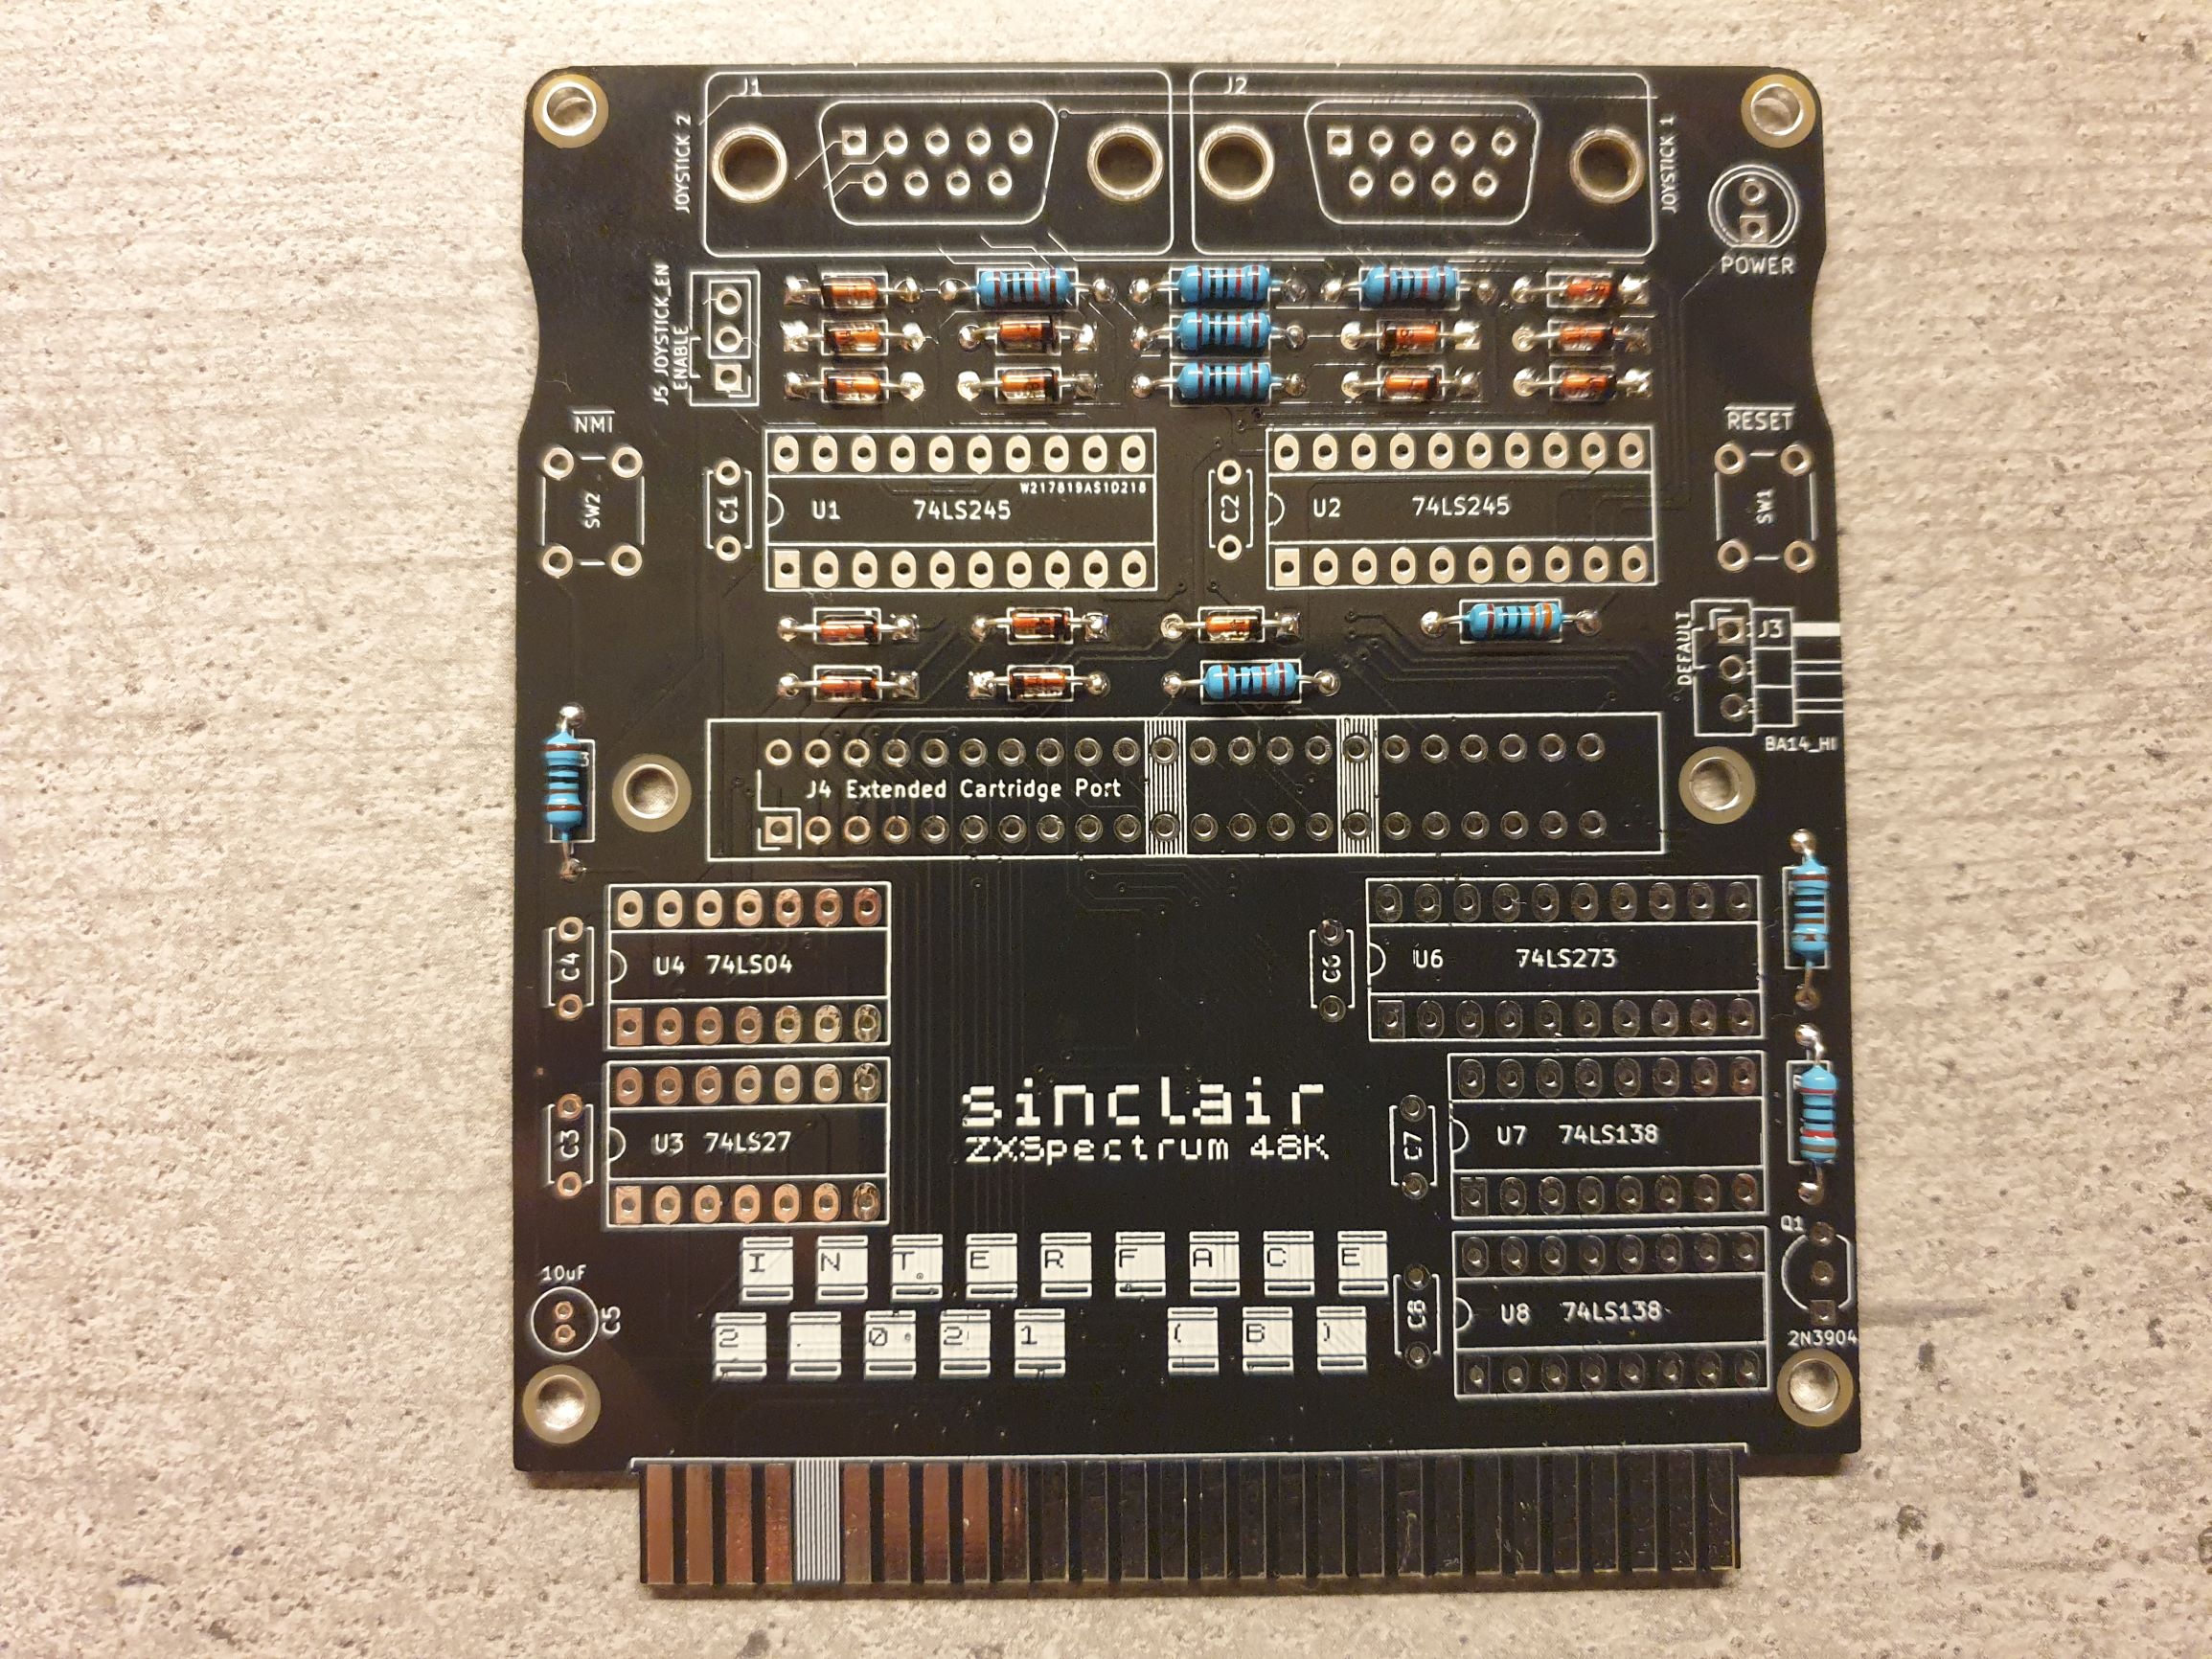 J1
J2
JOYSTICK 2
JOYSTICK 1
POWER
J5 JOYSTICK_EN
ENABLE
NMI
RESET
SW2
C1
W217819AS1D218
U1 74LS245
C2
U2 74LS245
SW1
DEFAULT
J3
BA14_HI
J4 Extended Cartridge Port
C4
U4 74LS04
C6
U6 74LS273
C3
U3 74LS27
sinclair
ZXSpectrum 48K
C7
U7 74LS138
Q1
2N3904
INTERFACE
2.021 (B)
C8
U8 74LS138
10uF
C5